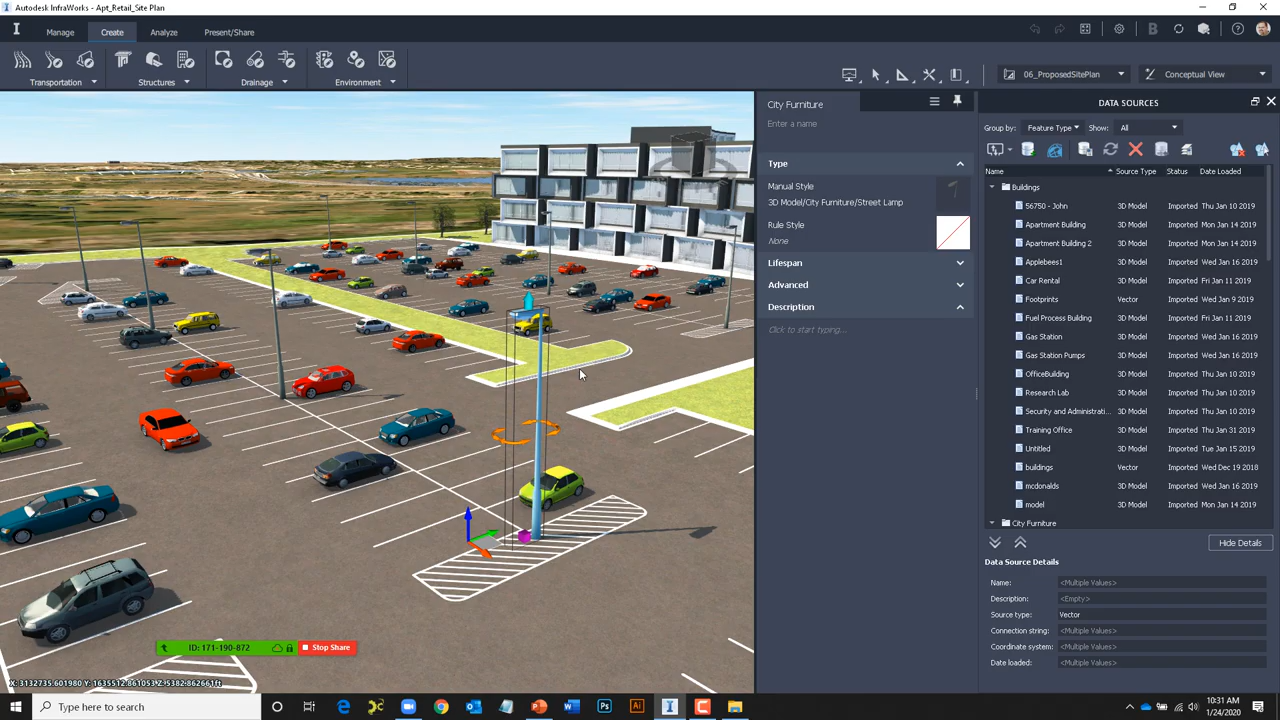 Autodesk InfraWorks - Apt_Retail_Site Plan
Manage
Create
Analyze
Present/Share
Transportation
Structures
Drainage
Environment
06_ProposedSitePlan
Conceptual View
City Furniture
Enter a name
Type
Manual Style
3D Model/City Furniture/Street Lamp
Rule Style
None
Lifespan
Advanced
Description
Click to start typing...
DATA SOURCES
Group by: Feature Type Show: All
Name Source Type Status Date Loaded
Buildings
56750 - John 3D Model Imported Thu Jan 10 2019
Apartment Building 3D Model Imported Mon Jan 14 2019
Apartment Building 2 3D Model Imported Mon Jan 14 2019
Applebees1 3D Model Imported Wed Jan 16 2019
Car Rental 3D Model Imported Fri Jan 11 2019
Footprints Vector Imported Thu Jan 10 2019
Fuel Process Building 3D Model Imported Fri Jan 11 2019
Gas Station 3D Model Imported Wed Jan 16 2019
Gas Station Pumps 3D Model Imported Wed Jan 16 2019
OfficeBuilding 3D Model Imported Thu Jan 10 2019
Research Lab 3D Model Imported Thu Jan 10 2019
Security and Administrati... 3D Model Imported Thu Jan 10 2019
Training Office 3D Model Imported Thu Jan 31 2019
Untitled 3D Model Imported Tue Jan 15 2019
buildings Vector Imported Wed Dec 19 2018
mcdonalds 3D Model Imported Wed Jan 16 2019
model 3D Model Imported Mon Jan 14 2019
City Furniture
Hide Details
Data Source Details
Name: <Multiple Values>
Description: <Empty>
Source type: Vector
Connection string: <Multiple Values>
Coordinate system: <Multiple Values>
Date loaded: <Multiple Values>
ID: 171-190-872
Stop Share
X: 3132735.601980 Y: 1635512.861053 Z: 5382.862661ft
Type here to search
10:31 AM
1/24/2020